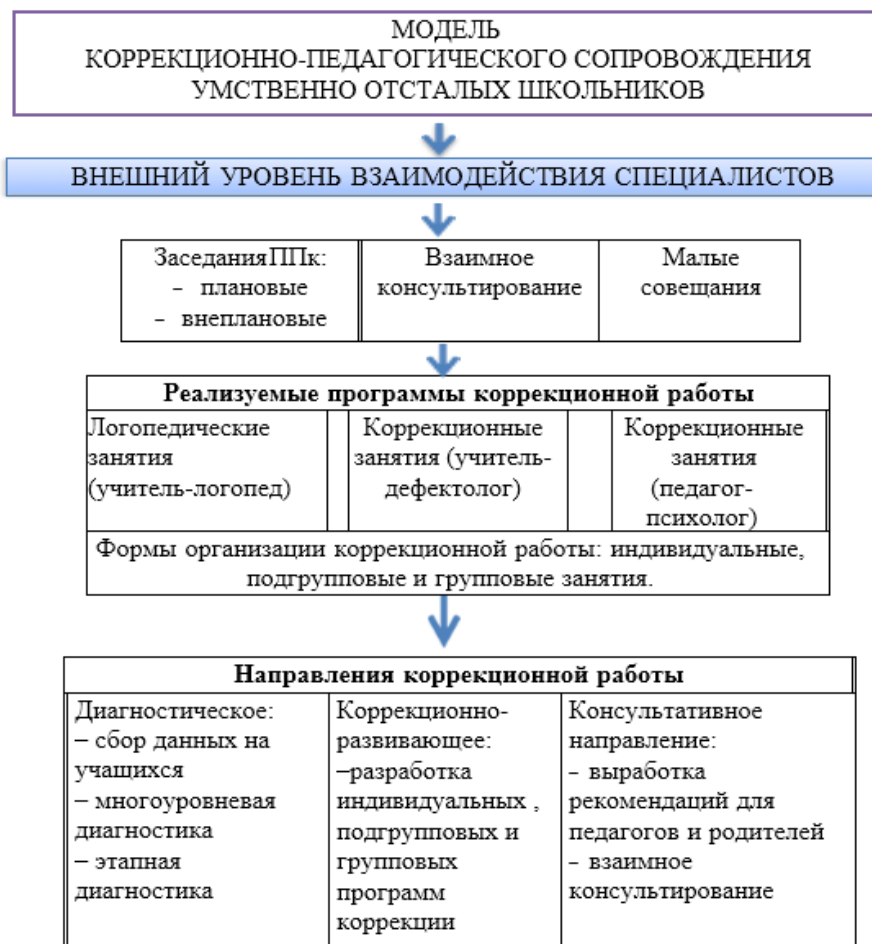 МОДЕЛЬ
КОРРЕКЦИОННО-ПЕДАГОГИЧЕСКОГО СОПРОВОЖДЕНИЯ
УМСТВЕННО ОТСТАЛЫХ ШКОЛЬНИКОВ
ВНЕШНИЙ УРОВЕНЬ ВЗАИМОДЕЙСТВИЯ СПЕЦИАЛИСТОВ
ЗаседанияППк:
- плановые
- внеплановые
Взаимное
консультирование
Малые
совещания
Реализуемые программы коррекционной работы
Логопедические
занятия
(учитель-логопед)
Коррекционные
занятия (учитель-
дефектолог)
Коррекционные
занятия
(педагог-
психолог)
Формы организации коррекционной работы: индивидуальные,
подгрупповые и групповые занятия.
Направления коррекционной работы
Диагностическое:
– сбор данных на
учащихся
– многоуровневая
диагностика
– этапная
диагностика
Коррекционно-
развивающее:
–разработка
индивидуальных ,
подгрупповых и
групповых
программ
коррекции
Консультативное
направление:
- выработка
рекомендаций для
педагогов и родителей
- взаимное
консультирование